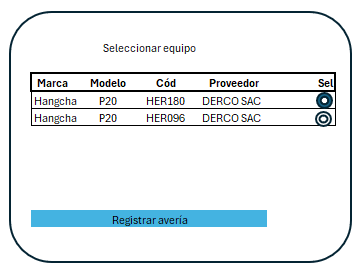 Seleccionar equipo
Marca Modelo Cód Proveedor Sel
Hangcha P20 HER180 DERCO SAC
Hangcha P20 HER096 DERCO SAC
Registrar avería